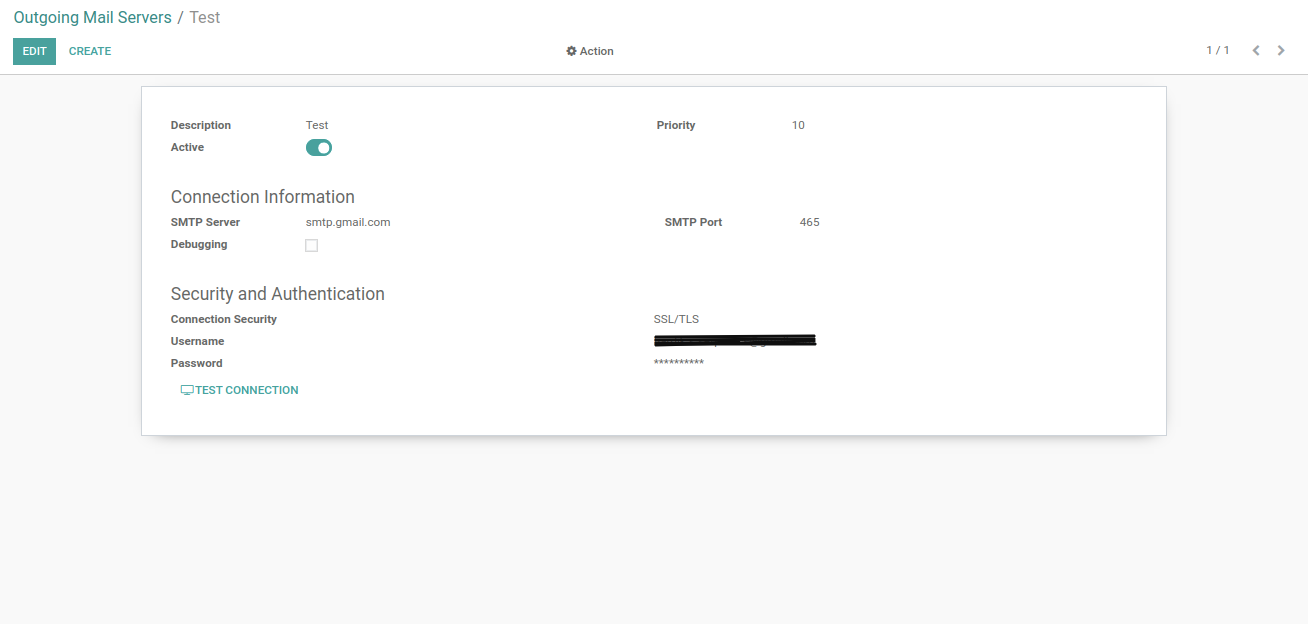 Outgoing Mail Servers / Test
EDIT CREATE Action 1 / 1
Description Test Priority 10
Active
Connection Information
SMTP Server smtp.gmail.com SMTP Port 465
Debugging
Security and Authentication
Connection Security SSL/TLS
Username
Password **********
TEST CONNECTION